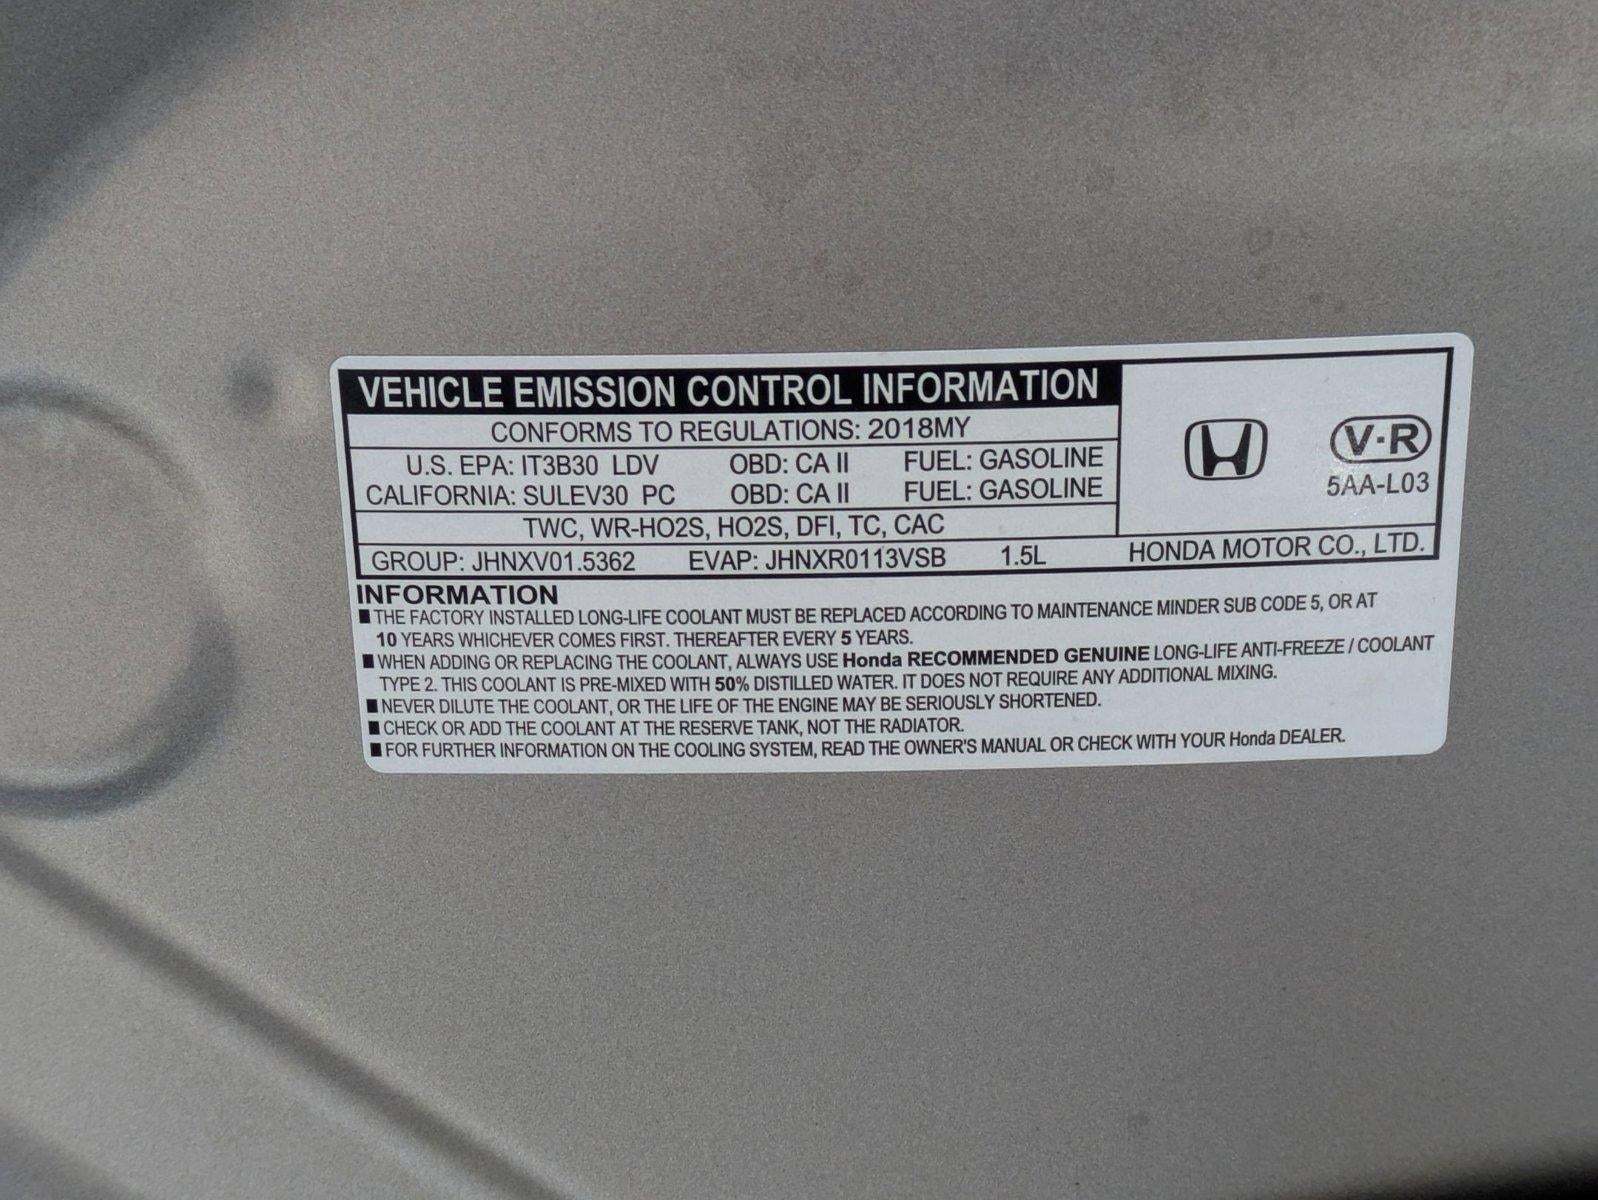 VEHICLE EMISSION CONTROL INFORMATION
CONFORMS TO REGULATIONS: 2018MY
U.S. EPA: IT3B30 LDV OBD: CA II FUEL: GASOLINE
CALIFORNIA: SULEV30 PC OBD: CA II FUEL: GASOLINE
TWC, WR-HO2S, HO2S, DFI, TC, CAC
GROUP: JHNXV01.5362 EVAP: JHNXR0113VSB 1.5L
V-R
5AA-L03
HONDA MOTOR CO., LTD.
INFORMATION
■ THE FACTORY INSTALLED LONG-LIFE COOLANT MUST BE REPLACED ACCORDING TO MAINTENANCE MINDER SUB CODE 5, OR AT
10 YEARS WHICHEVER COMES FIRST. THEREAFTER EVERY 5 YEARS.
■ WHEN ADDING OR REPLACING THE COOLANT, ALWAYS USE Honda RECOMMENDED GENUINE LONG-LIFE ANTI-FREEZE / COOLANT
TYPE 2. THIS COOLANT IS PRE-MIXED WITH 50% DISTILLED WATER. IT DOES NOT REQUIRE ANY ADDITIONAL MIXING.
■ NEVER DILUTE THE COOLANT, OR THE LIFE OF THE ENGINE MAY BE SERIOUSLY SHORTENED.
■ CHECK OR ADD THE COOLANT AT THE RESERVE TANK, NOT THE RADIATOR.
■ FOR FURTHER INFORMATION ON THE COOLING SYSTEM, READ THE OWNER'S MANUAL OR CHECK WITH YOUR Honda DEALER.